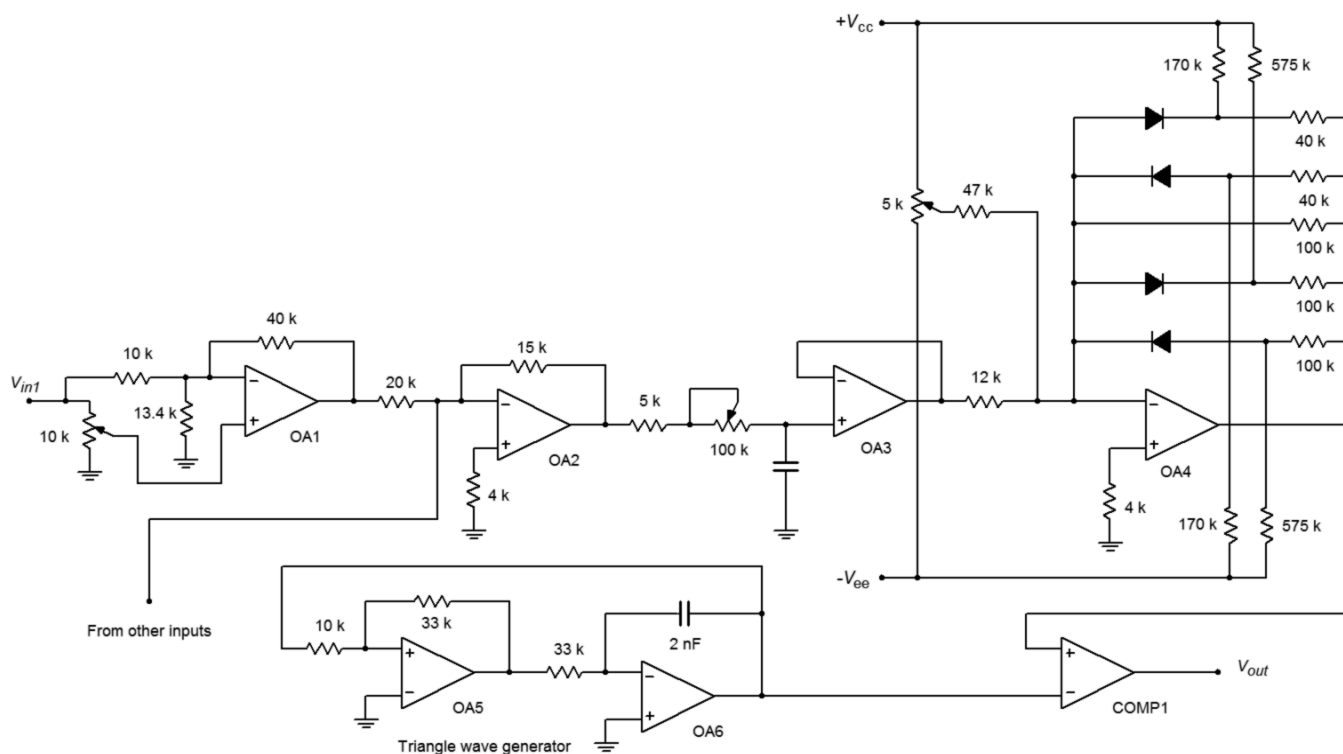 +Vcc
170 k
575 k
40 k
40 k
5 k
47 k
100 k
100 k
100 k
Vin1
10 k
10 k
13.4 k
40 k
-
+
OA1
20 k
15 k
-
+
OA2
4 k
5 k
100 k
-
+
OA3
12 k
-
+
OA4
4 k
170 k
575 k
-Vee
From other inputs
10 k
33 k
+
-
OA5
33 k
2 nF
-
+
OA6
Triangle wave generator
+
-
COMP1
Vout